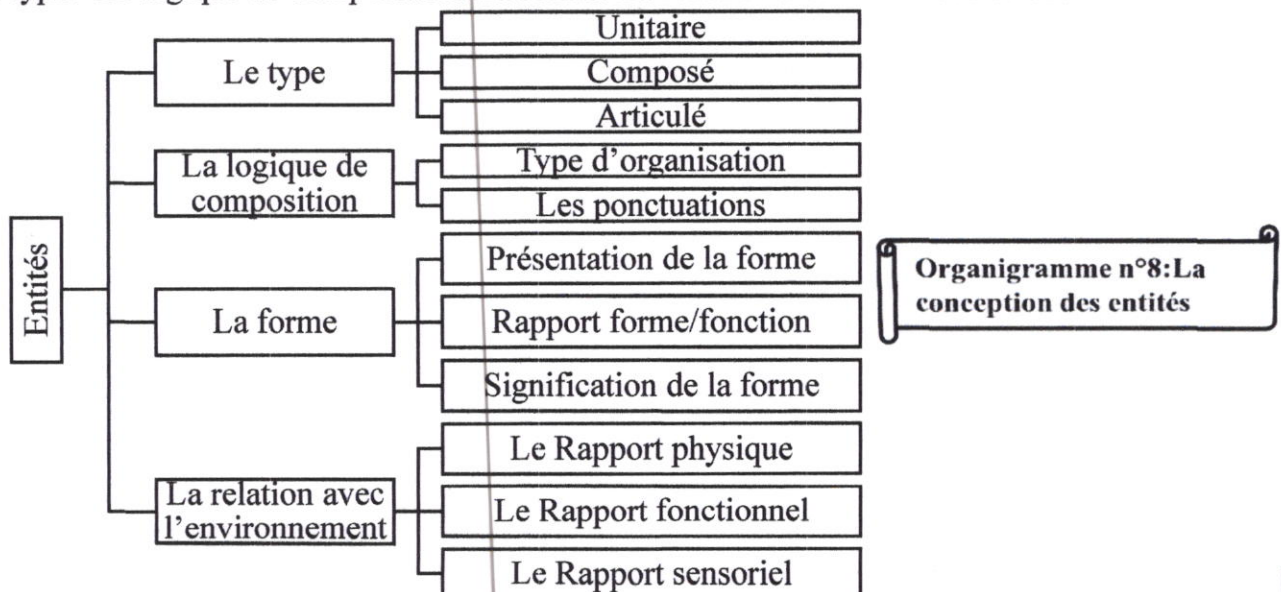 Unitaire
Le type
Composé
Articulé
La logique de
composition
Type d'organisation
Les ponctuations
Entités
Présentation de la forme
La forme
Rapport forme/fonction
Signification de la forme
Organigramme n°8:La
conception des entités
La relation avec
l'environnement
Le Rapport physique
Le Rapport fonctionnel
Le Rapport sensoriel